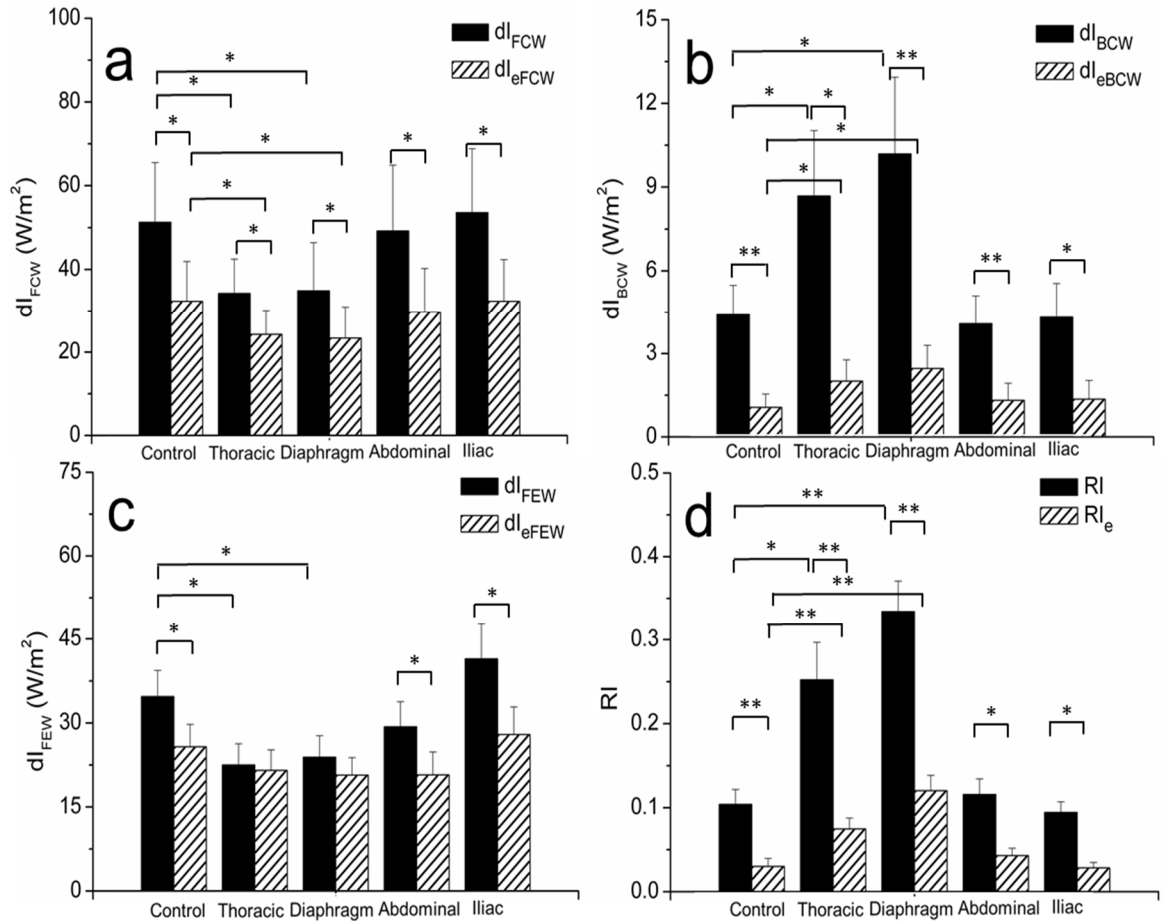 a
dI_FCW
dI_eFCW
100
80
60
40
20
0
dI_FCW (W/m²)
* * * * * * * * *
Control Thoracic Diaphragm Abdominal Iliac
b
dI_BCW
dI_eBCW
15
12
9
6
3
0
dI_BCW (W/m²)
* ** * * * * ** ** *
Control Thoracic Diaphragm Abdominal Iliac
c
dI_FEW
dI_eFEW
75
60
45
30
15
0
dI_FEW (W/m²)
* * * * *
Control Thoracic Diaphragm Abdominal Iliac
d
RI
RI_e
0.5
0.4
0.3
0.2
0.1
0.0
RI
** ** * ** ** ** ** * *
Control Thoracic Diaphragm Abdominal Iliac